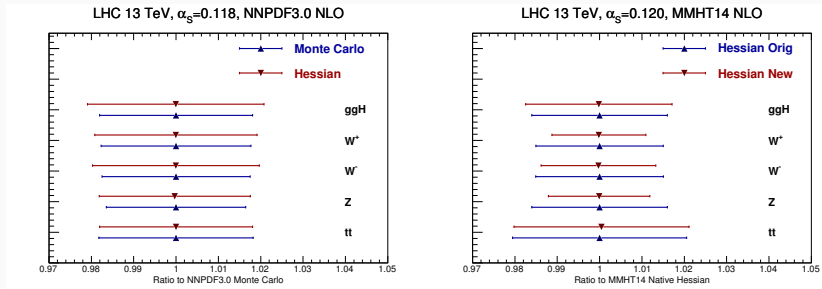 LHC 13 TeV, αS=0.118, NNPDF3.0 NLO
Monte Carlo
Hessian
ggH
W+
W-
Z
tt
0.97 0.98 0.99 1 1.01 1.02 1.03 1.04 1.05
Ratio to NNPDF3.0 Monte Carlo
LHC 13 TeV, αS=0.120, MMHT14 NLO
Hessian Orig
Hessian New
ggH
W+
W-
Z
tt
0.97 0.98 0.99 1 1.01 1.02 1.03 1.04 1.05
Ratio to MMHT14 Native Hessian